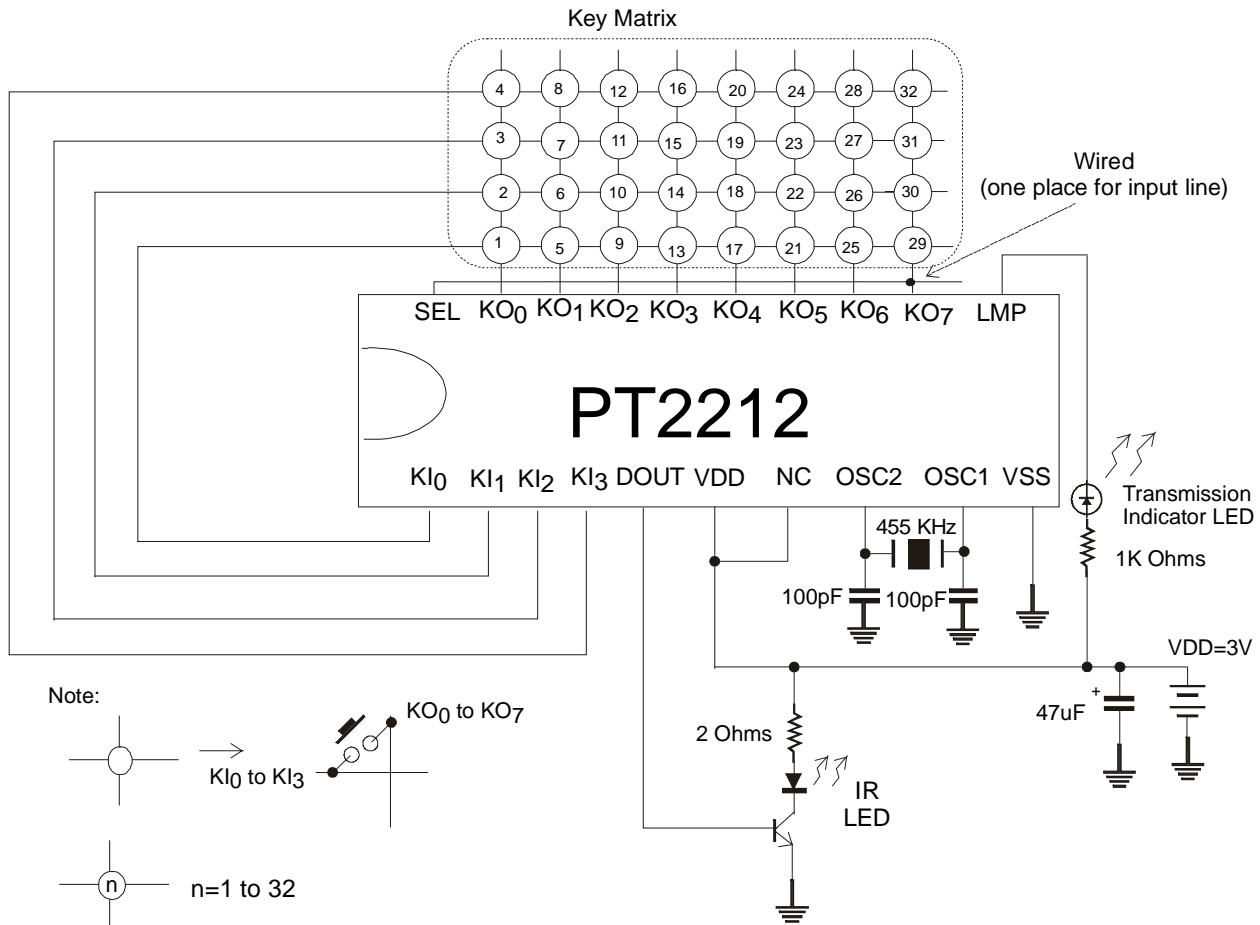 Key Matrix
4 8 12 16 20 24 28 32
3 7 11 15 19 23 27 31
2 6 10 14 18 22 26 30
1 5 9 13 17 21 25 29
Wired
(one place for input line)
SEL KO0 KO1 KO2 KO3 KO4 KO5 KO6 KO7 LMP
PT2212
KI0 KI1 KI2 KI3 DOUT VDD NC OSC2 OSC1 VSS
Transmission
Indicator LED
455 KHz
1K Ohms
100pF 100pF
VDD=3V
Note:
KO0 to KO7
KI0 to KI3
2 Ohms
+
47uF
IR
LED
n
n=1 to 32